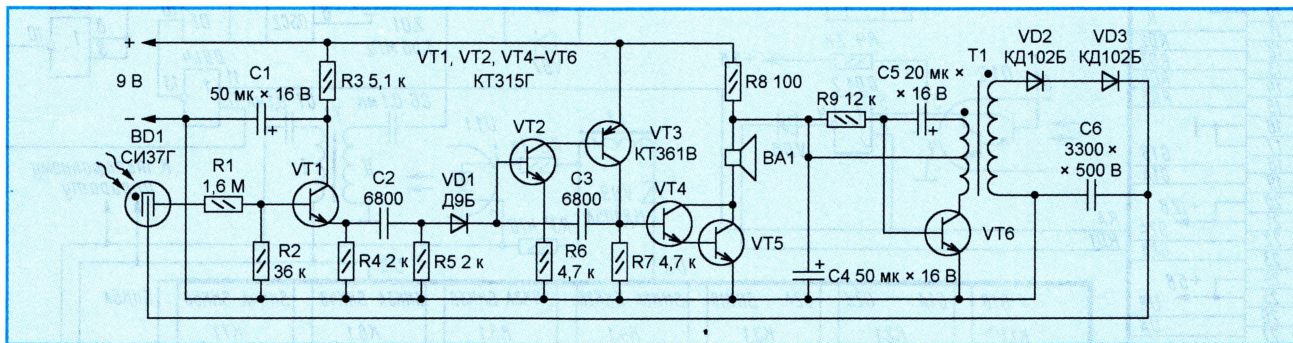 +
9 В
−
C1
50 мк × 16 В
+
R3 5,1 к
VT1, VT2, VT4–VT6
КТ315Г
BD1
СИ37Г
R1
1,6 М
VT1
R2
36 к
C2
6800
R4 2 к
R5 2 к
VD1
Д9Б
VT2
R6
4,7 к
C3
6800
VT3
КТ361В
R7 4,7 к
VT4
VT5
R8 100
BA1
R9 12 к
C5 20 мк ×
× 16 В
+
+
C4 50 мк × 16 В
VT6
T1
VD2
КД102Б
VD3
КД102Б
C6
3300 ×
× 500 В